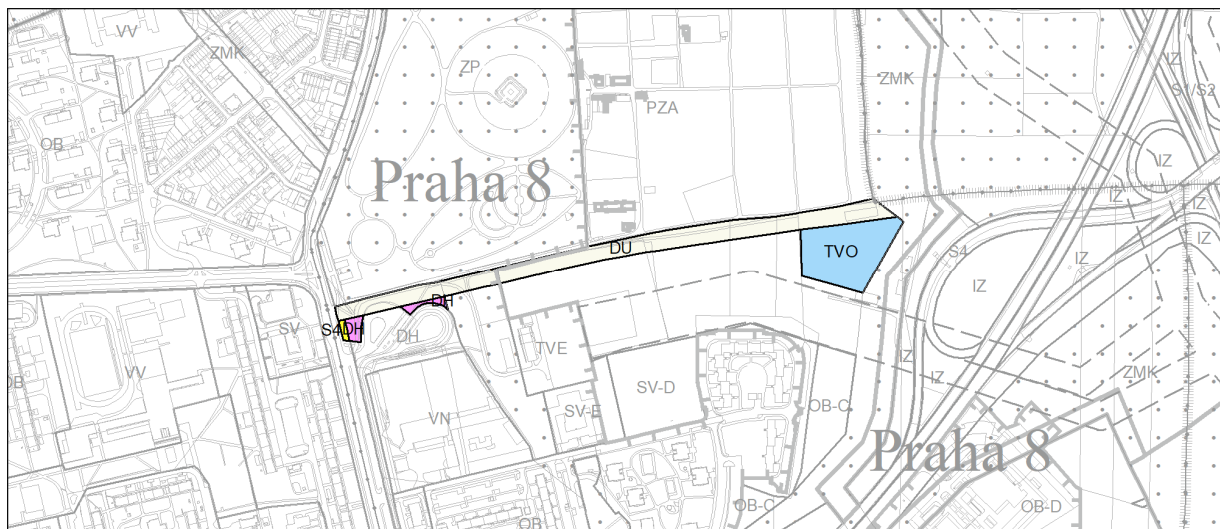 VV
ZMK
OB
ZP
PZA
ZMK
IZ
S1/S2
IZ
Praha 8
IZ
IZ
IZ
DU
TVO
S4
IZ
IZ
DH
S4
DH
SV
DH
TVE
IZ
OB
VV
VN
SV-E
SV-D
OB-C
IZ
ZMK
Praha 8
OB
OB-C
OB-D